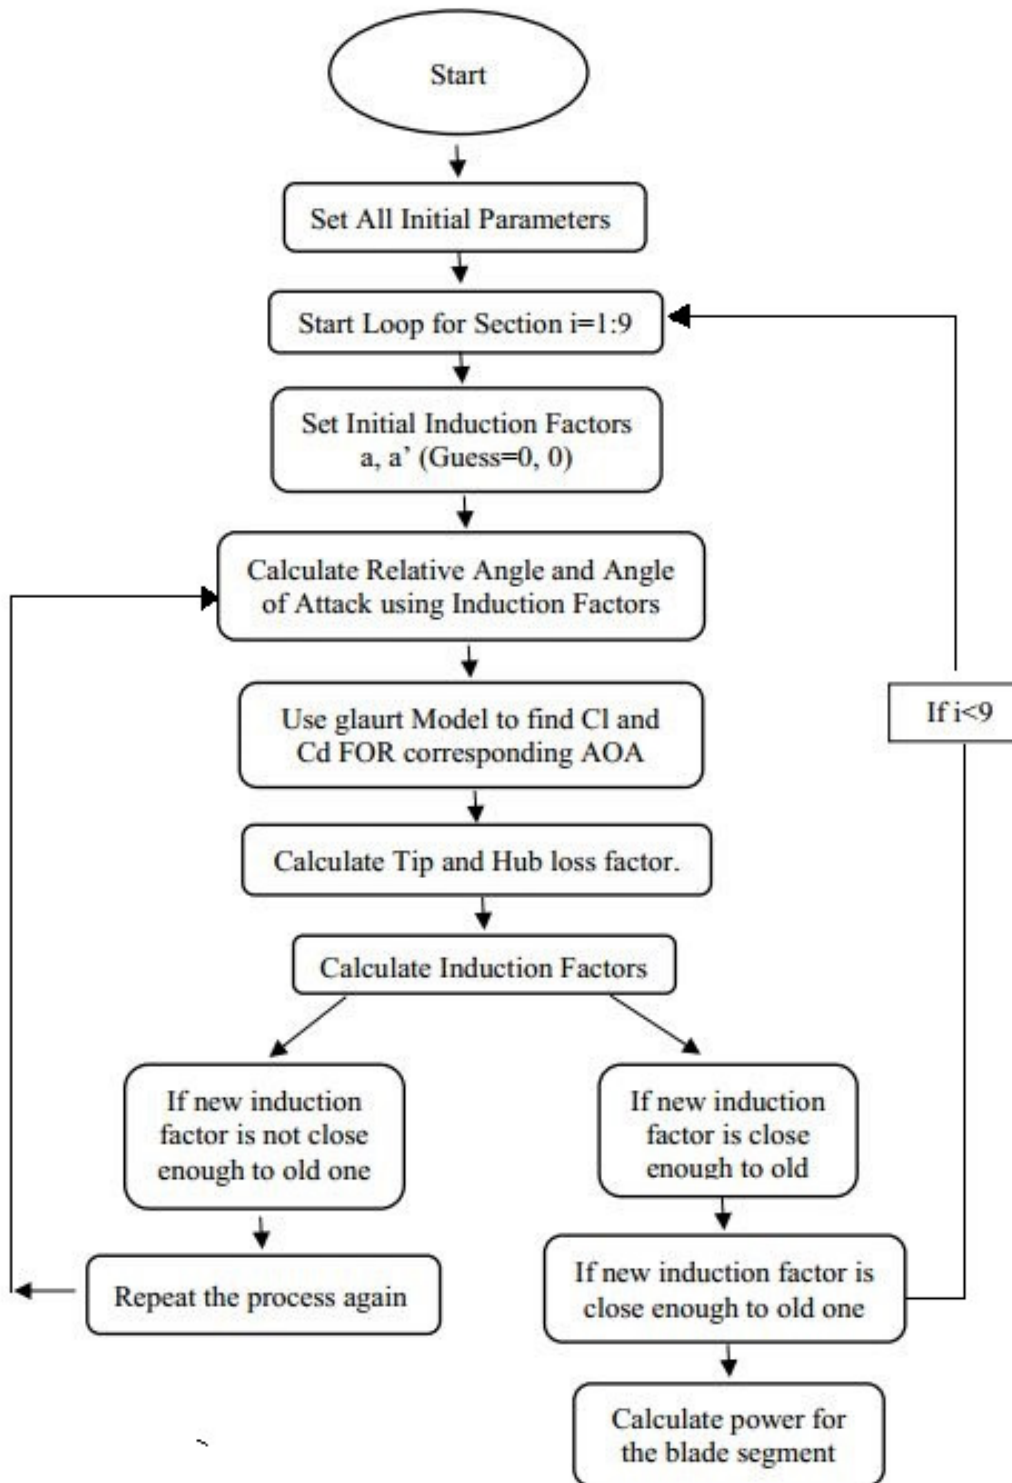 Start
Set All Initial Parameters
Start Loop for Section i=1:9
Set Initial Induction Factors
a, a’ (Guess=0, 0)
Calculate Relative Angle and Angle
of Attack using Induction Factors
Use glaurt Model to find Cl and
Cd FOR corresponding AOA
If i<9
Calculate Tip and Hub loss factor.
Calculate Induction Factors
If new induction
factor is not close
enough to old one
If new induction
factor is close
enough to old
Repeat the process again
If new induction factor is
close enough to old one
Calculate power for
the blade segment